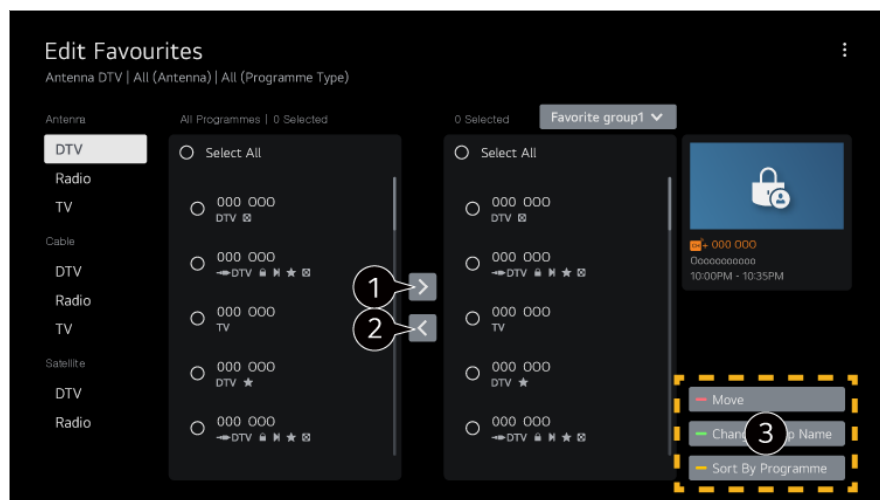 Edit Favourites
Antenna DTV | All (Antenna) | All (Programme Type)
Antenna
DTV
Radio
TV
Cable
DTV
Radio
TV
Satellite
DTV
Radio
All Programmes | 0 Selected
Select All
000 000
DTV
000 000
DTV
000 000
TV
000 000
DTV
000 000
DTV
1
2
0 Selected
Favorite group1
Select All
000 000
DTV
000 000
DTV
000 000
TV
000 000
DTV
000 000
DTV
+ 000 000
Oooooooooo
10:00PM - 10:35PM
Move
3
Name
Sort By Programme